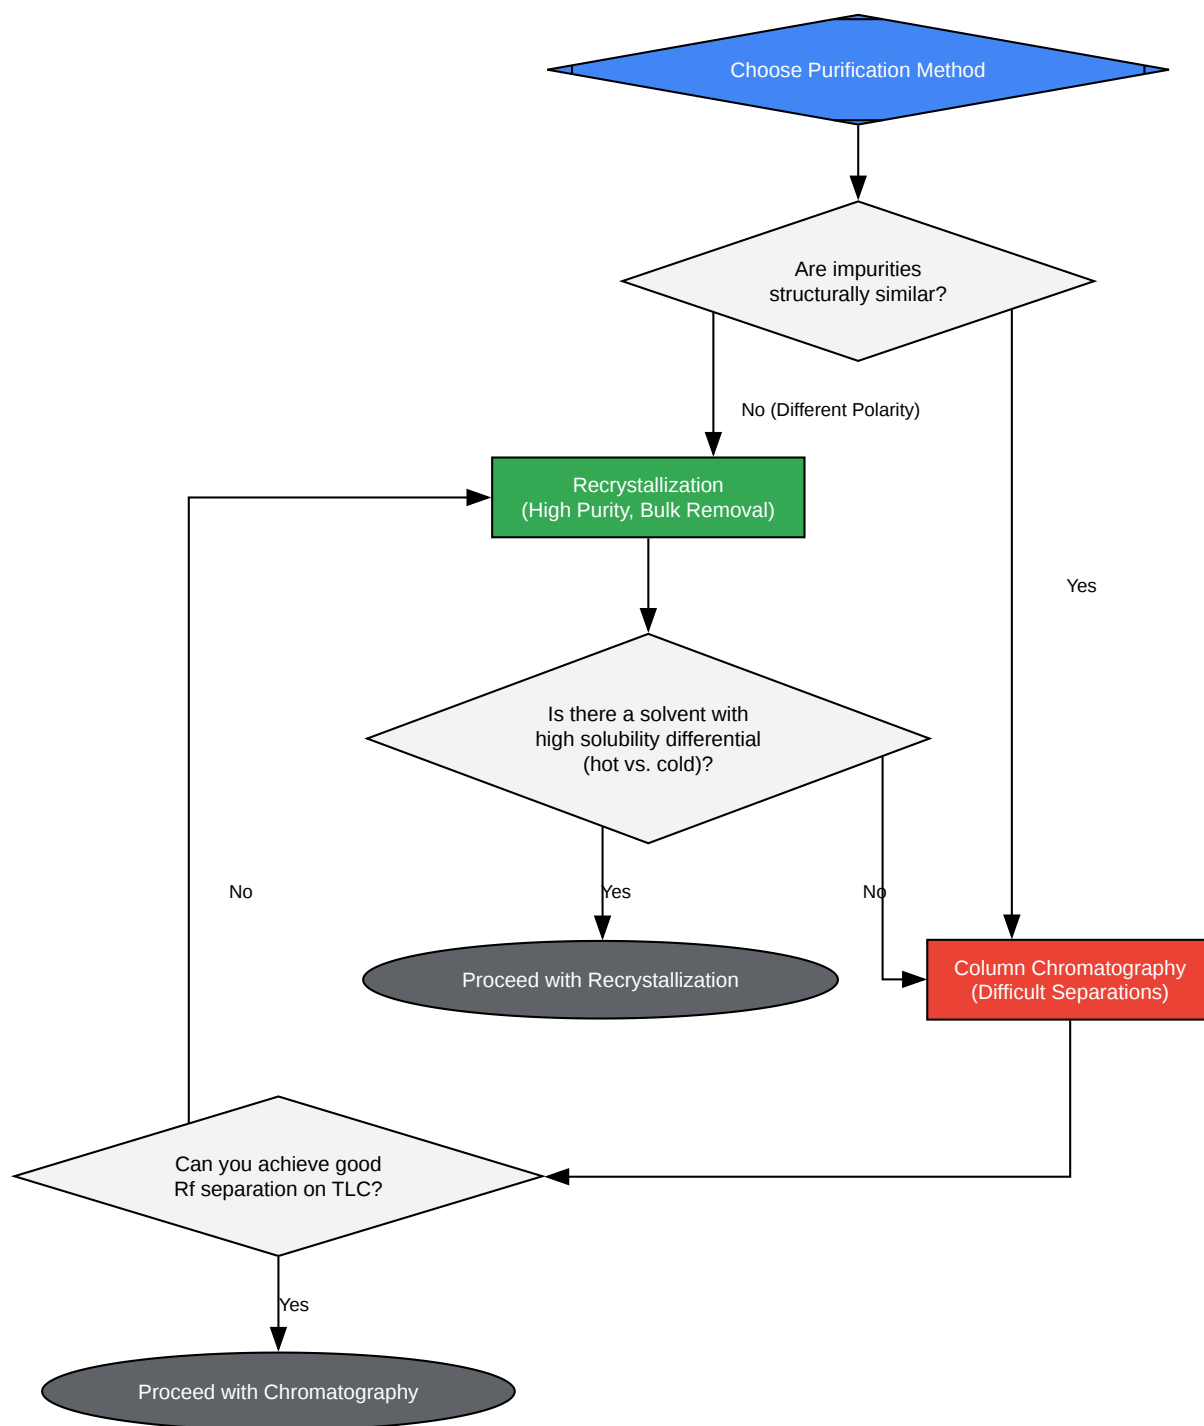 Choose Purification Method
Are impurities
structurally similar?
No (Different Polarity)
Recrystallization
(High Purity, Bulk Removal)
Yes
Is there a solvent with
high solubility differential
(hot vs. cold)?
No
Yes
No
Proceed with Recrystallization
Column Chromatography
(Difficult Separations)
Can you achieve good
Rf separation on TLC?
Yes
Proceed with Chromatography